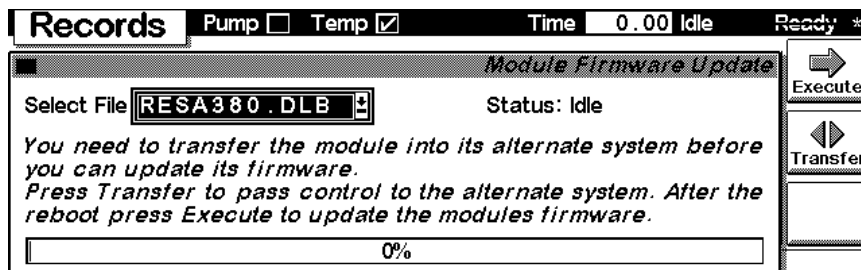 Records Pump Temp Time 0.00 Idle Ready *
Module Firmware Update
Execute
Select File RESA380.DLB Status: Idle
You need to transfer the module into its alternate system before
you can update its firmware.
Transfer
Press Transfer to pass control to the alternate system. After the
reboot press Execute to update the modules firmware.
0%